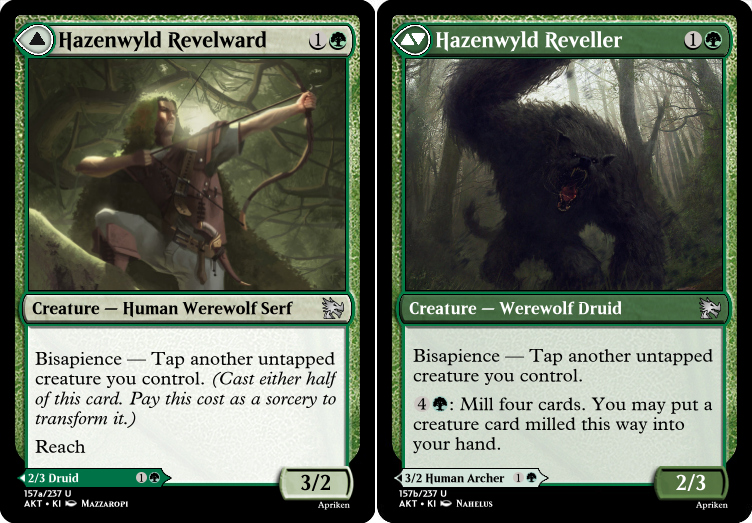 Hazenwyld Revelward 1
Creature — Human Werewolf Serf
Bisapience — Tap another untapped
creature you control. (Cast either half
of this card. Pay this cost as a sorcery to
transform it.)
Reach
2/3 Druid 1
3/2
157a/237 U
AKT • KI Mazzaropi
Apriken
Hazenwyld Reveller 1
Creature — Werewolf Druid
Bisapience — Tap another untapped
creature you control.
4 : Mill four cards. You may put a
creature card milled this way into
your hand.
3/2 Human Archer 1
2/3
157b/237 U
AKT • KI Nahelus
Apriken